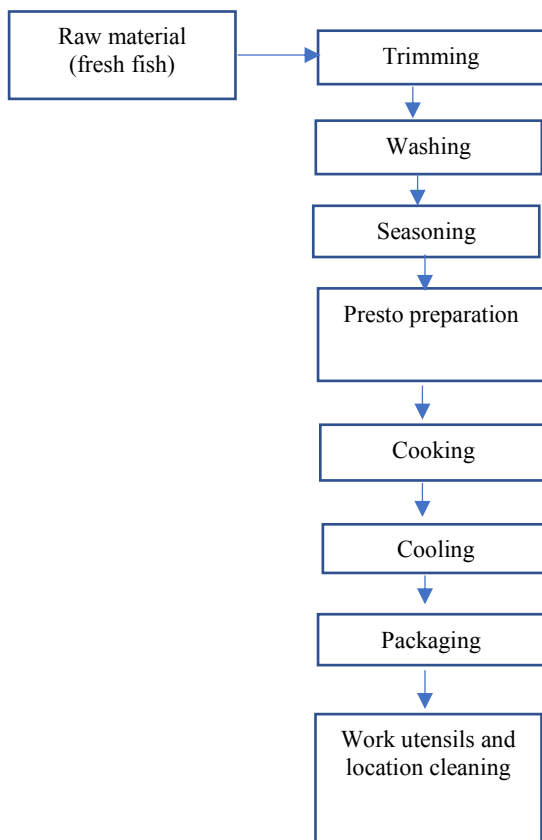 Raw material
(fresh fish)
Trimming
Washing
Seasoning
Presto preparation
Cooking
Cooling
Packaging
Work utensils and
location cleaning